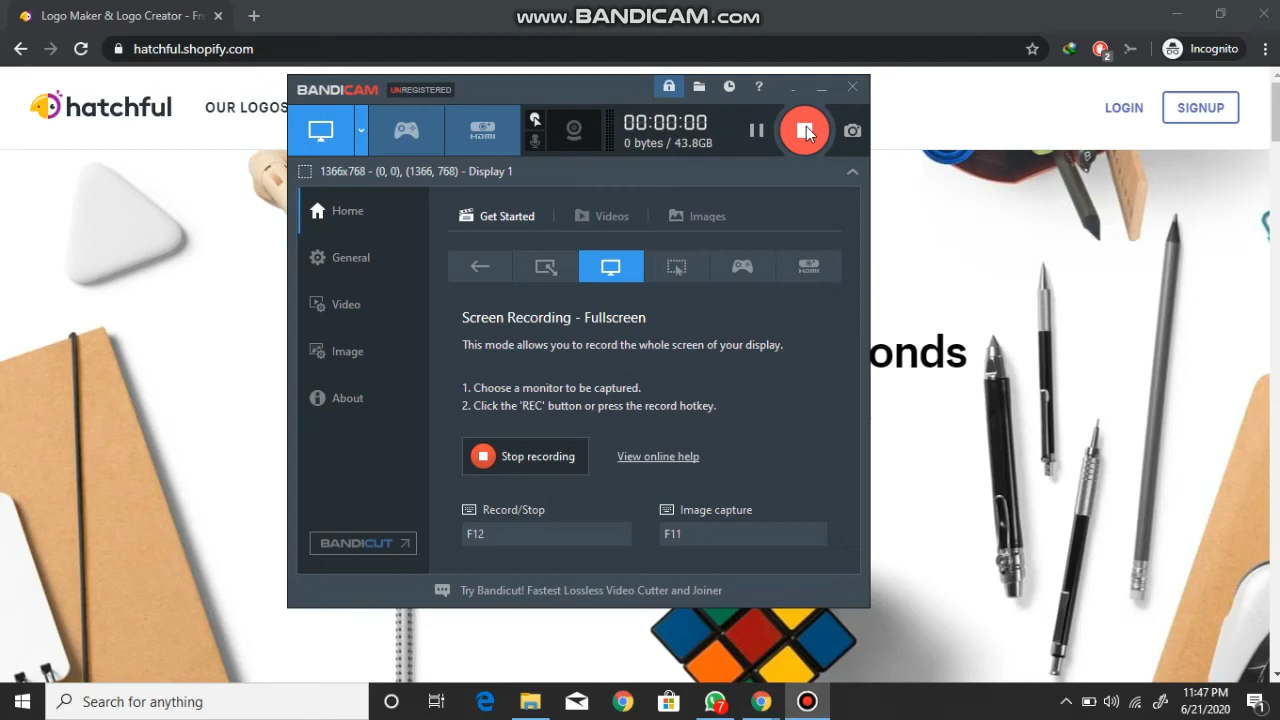 Logo Maker & Logo Creator - Fre
www.BANDICAM.com
hatchful.shopify.com
2
Incognito
hatchful
OUR LOGOS
LOGIN
SIGNUP
BANDICAM
UNREGISTERED
?
HDMI
00:00:00
0 bytes / 43.8GB
1366x768 - (0, 0), (1366, 768) - Display 1
Home
General
Video
Image
About
BANDICUT
Get Started
Videos
Images
HDMI
Screen Recording - Fullscreen
This mode allows you to record the whole screen of your display.
1. Choose a monitor to be captured.
2. Click the 'REC' button or press the record hotkey.
Stop recording
View online help
Record/Stop
Image capture
F12
F11
Try Bandicut! Fastest Lossless Video Cutter and Joiner
onds
Search for anything
7
11:47 PM
6/21/2020
1